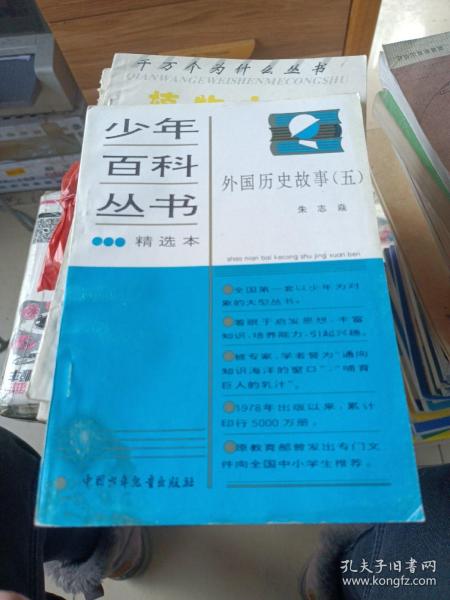 千万个为什么丛书
QIANWANGEWEISHENMECONGSHU
植物
少年
百科
丛书
精选本
外国历史故事(五)
朱志焱
shao nian bai kecong shu jing xuan ben
全国第一套以少年为对
象的大型丛书。
着眼于启发思想,丰富
知识,培养能力,引起兴趣。
被专家、学者誉为“通向
知识海洋的窗口”,“哺育
巨人的乳汁”。
1978年出版以来,累计
印行5000万册。
原教育部曾发出专门文
件向全国中小学生推荐。
中国少年儿童出版社
孔夫子旧书网
www.kongfz.com